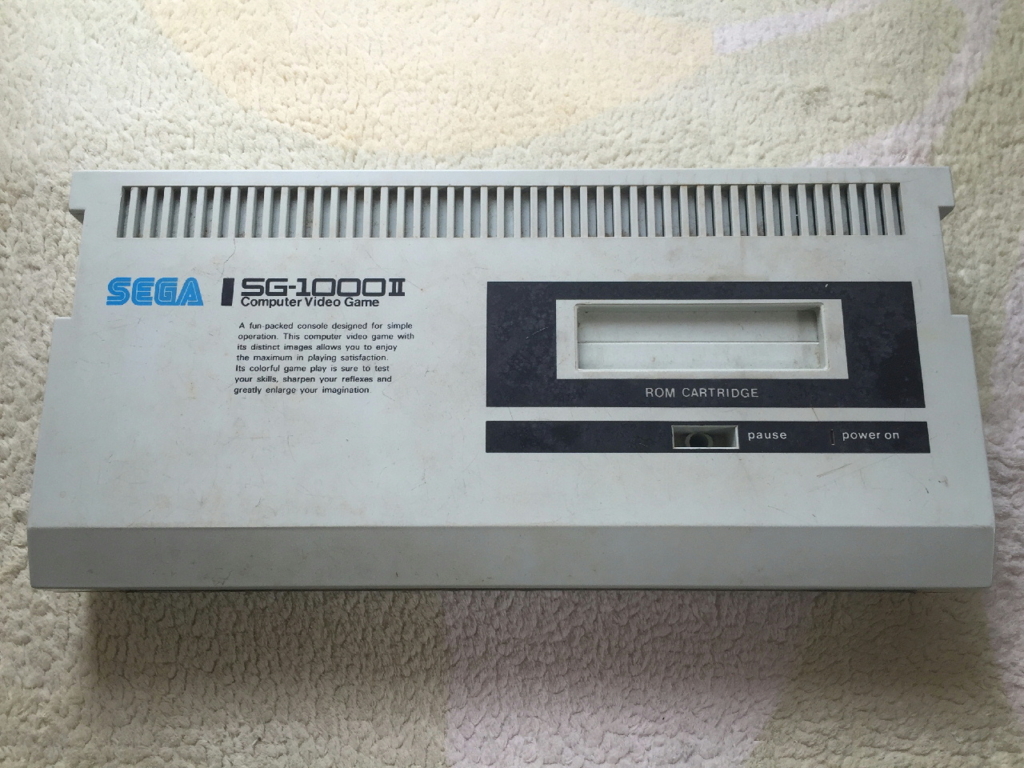 SEGA
SG-1000II
Computer Video Game
A fun-packed console designed for simple
operation. This computer video game with
its distinct images allows you to enjoy
the maximum in playing satisfaction.
Its colorful game play is sure to test
your skills, sharpen your reflexes and
greatly enlarge your imagination.
ROM CARTRIDGE
pause
power on